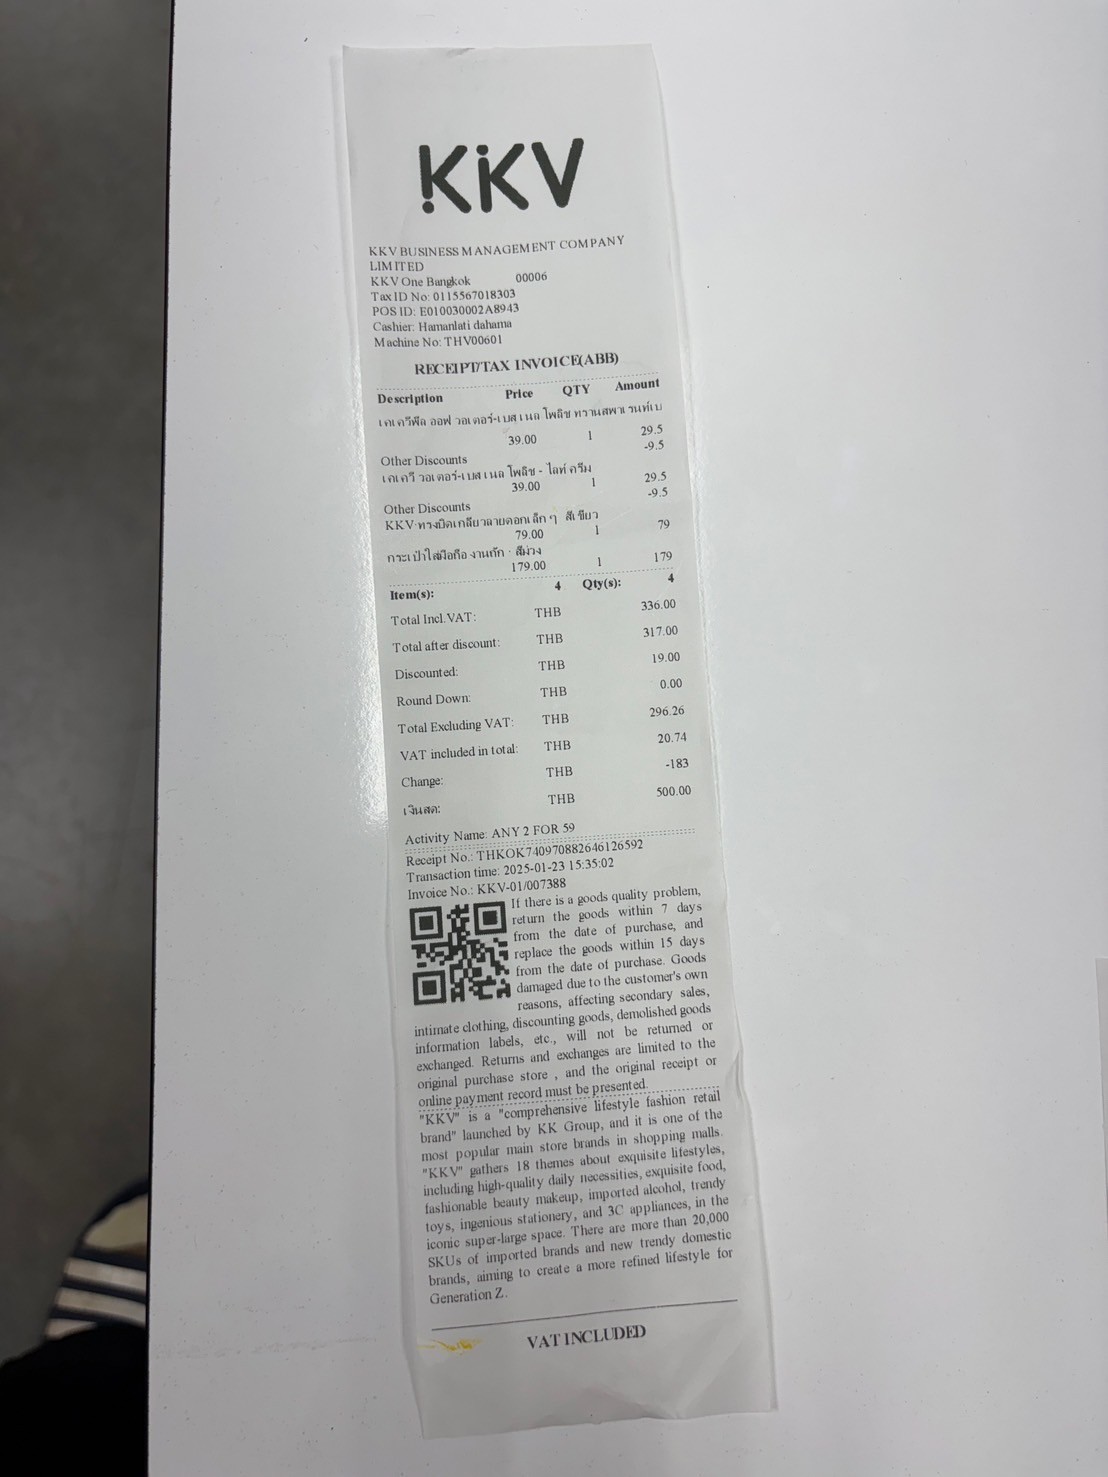 KKV
KKV BUSINESS MANAGEMENT COMPANY
LIMITED
KKV One Bangkok 00006
Tax ID No: 0115567018303
POS ID: E010030002A8943
Cashier: Hamanlati dahama
Machine No: THV00601
RECEIPT/TAX INVOICE(ABB)
Description Price QTY Amount
เคเควีพีล ออฟ วอเตอร์-เบสเนล โพลิช ทรานสพาเรนท์เบ
39.00 1 29.5
Other Discounts -9.5
เคเควี วอเตอร์-เบสเนล โพลิช - ไลท์ ครีม
39.00 1 29.5
Other Discounts -9.5
KKV ทรงบิดเกลียวลายดอกเล็ก ๆ สีเขียว
79.00 1 79
กระเป๋าใส่มือถือ งานถัก - สีม่วง
179.00 1 179
Item(s): 4 Qty(s): 4
Total Incl.VAT: THB 336.00
Total after discount: THB 317.00
Discounted: THB 19.00
Round Down: THB 0.00
Total Excluding VAT: THB 296.26
VAT included in total: THB 20.74
Change: THB -183
เงินสด: THB 500.00
Activity Name: ANY 2 FOR 59
Receipt No.: THKOK740970882646126592
Transaction time: 2025-01-23 15:35:02
Invoice No.: KKV-01/007388
If there is a goods quality problem,
return the goods within 7 days
from the date of purchase, and
replace the goods within 15 days
from the date of purchase. Goods
damaged due to the customer's own
reasons, affecting secondary sales,
intimate clothing, discounting goods, demolished goods
information labels, etc., will not be returned or
exchanged. Returns and exchanges are limited to the
original purchase store , and the original receipt or
online payment record must be presented.
"KKV" is a "comprehensive lifestyle fashion retail
brand" launched by KK Group, and it is one of the
most popular main store brands in shopping malls.
"KKV" gathers 18 themes about exquisite lifestyles,
including high-quality daily necessities, exquisite food,
fashionable beauty makeup, imported alcohol, trendy
toys, ingenious stationery, and 3C appliances, in the
iconic super-large space. There are more than 20,000
SKUs of imported brands and new trendy domestic
brands, aiming to create a more refined lifestyle for
Generation Z.
VAT INCLUDED